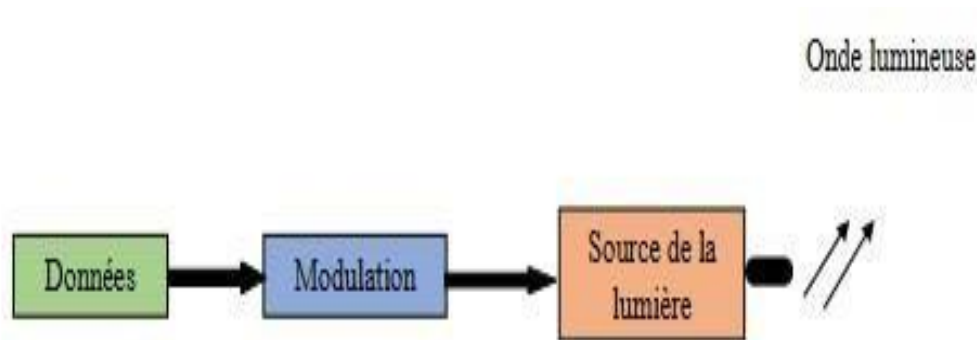 Onde lumineuse
Données
Modulation
Source de la
lumière